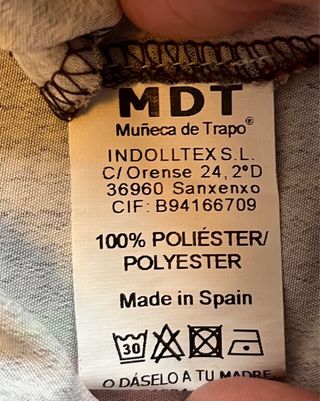 MDT
Muñeca de Trapo®
INDOLLTEX S.L.
C/ Orense 24, 2ºD
36960 Sanxenxo
CIF: B94166709
100% POLIÉSTER/
POLYESTER
Made in Spain
30
O DÁSELO A TU MADRE